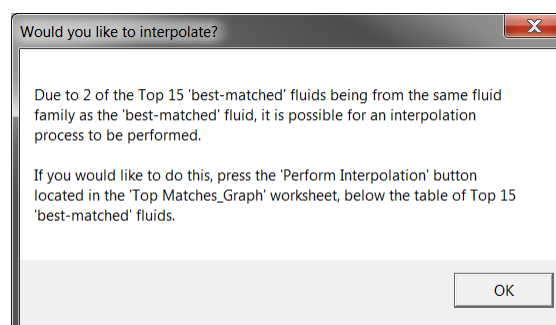 Would you like to interpolate?
Due to 2 of the Top 15 'best-matched' fluids being from the same fluid
family as the 'best-matched' fluid, it is possible for an interpolation
process to be performed.
If you would like to do this, press the 'Perform Interpolation' button
located in the 'Top Matches_Graph' worksheet, below the table of Top 15
'best-matched' fluids.
OK